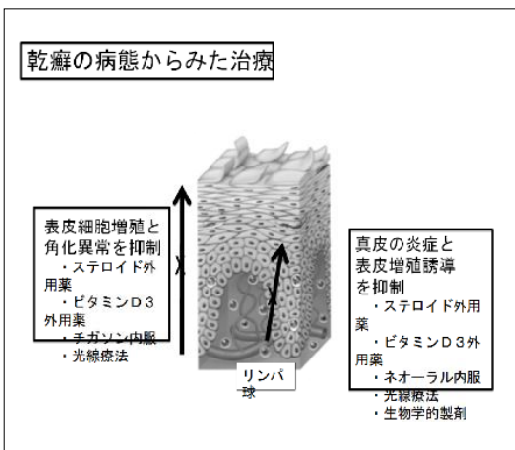 乾癬の病態からみた治療
表皮細胞増殖と
角化異常を抑制
・ステロイド外
用薬
・ビタミンD3
外用薬
・チガソン内服
・光線療法
リンパ
球
真皮の炎症と
表皮増殖誘導
を抑制
・ステロイド外用
薬
・ビタミンD3外
用薬
・ネオーラル内服
・光線療法
・生物学的製剤